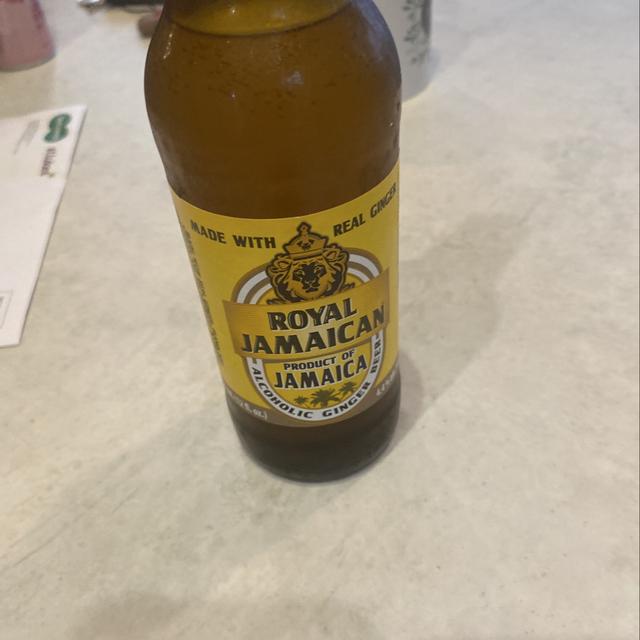 MADE WITH REAL GINGER
ROYAL
JAMAICAN
PRODUCT OF
JAMAICA
ALCOHOLIC GINGER BEER